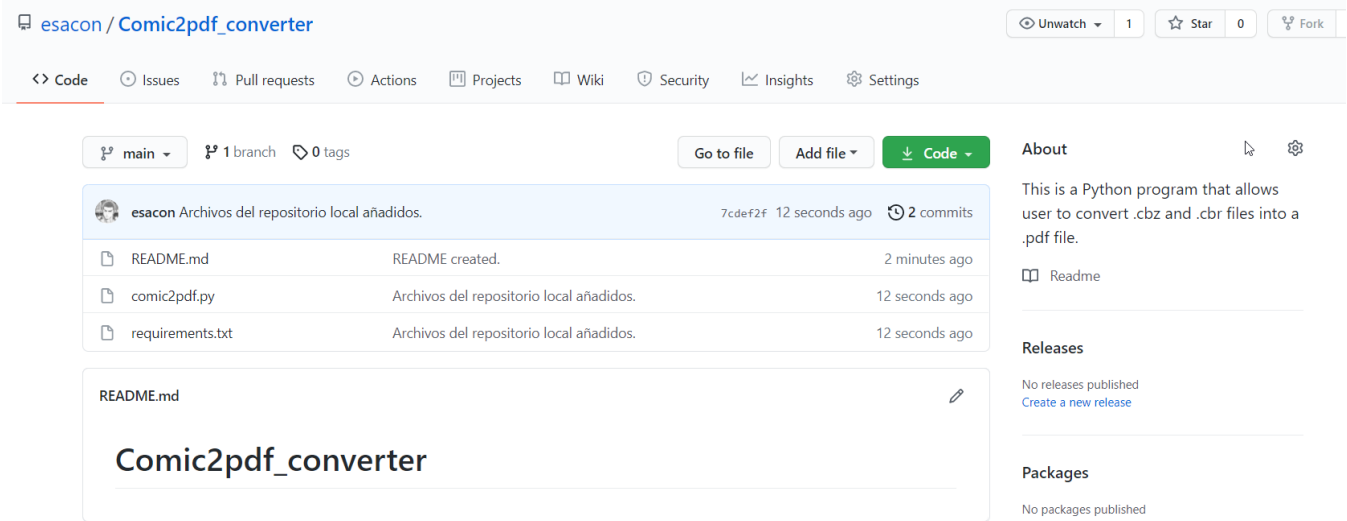 esacon / Comic2pdf_converter
Unwatch 1 Star 0 Fork
Code Issues Pull requests Actions Projects Wiki Security Insights Settings
main 1 branch 0 tags Go to file Add file Code
esacon Archivos del repositorio local añadidos. 7cdef2f 12 seconds ago 2 commits
README.md README created. 2 minutes ago
comic2pdf.py Archivos del repositorio local añadidos. 12 seconds ago
requirements.txt Archivos del repositorio local añadidos. 12 seconds ago
README.md
Comic2pdf_converter
About
This is a Python program that allows
user to convert .cbz and .cbr files into a
.pdf file.
Readme
Releases
No releases published
Create a new release
Packages
No packages published